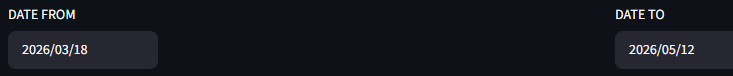 DATE FROM
DATE TO
2026/03/18
2026/05/12